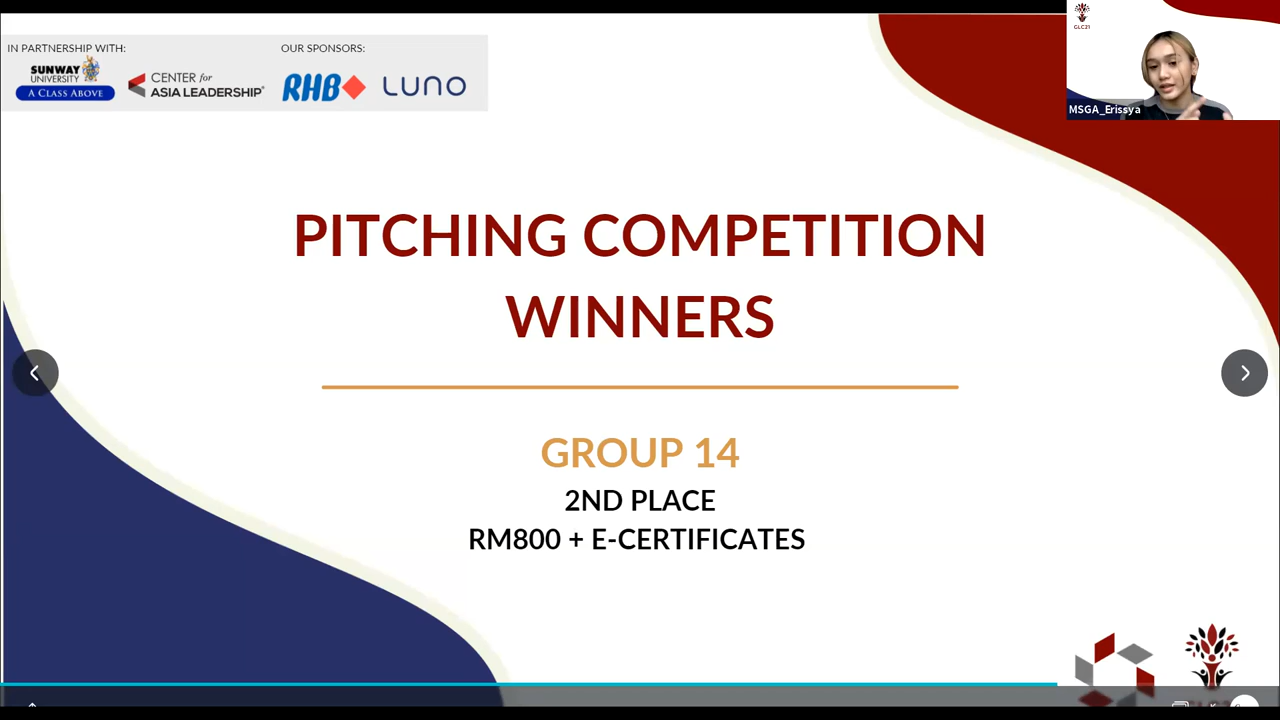 IN PARTNERSHIP WITH:
OUR SPONSORS:
SUNWAY
UNIVERSITY
A CLASS ABOVE
CENTER for
ASIA LEADERSHIP
RHB
LUNO
GLC21
MSGA_Erissya
PITCHING COMPETITION
WINNERS
GROUP 14
2ND PLACE
RM800 + E-CERTIFICATES